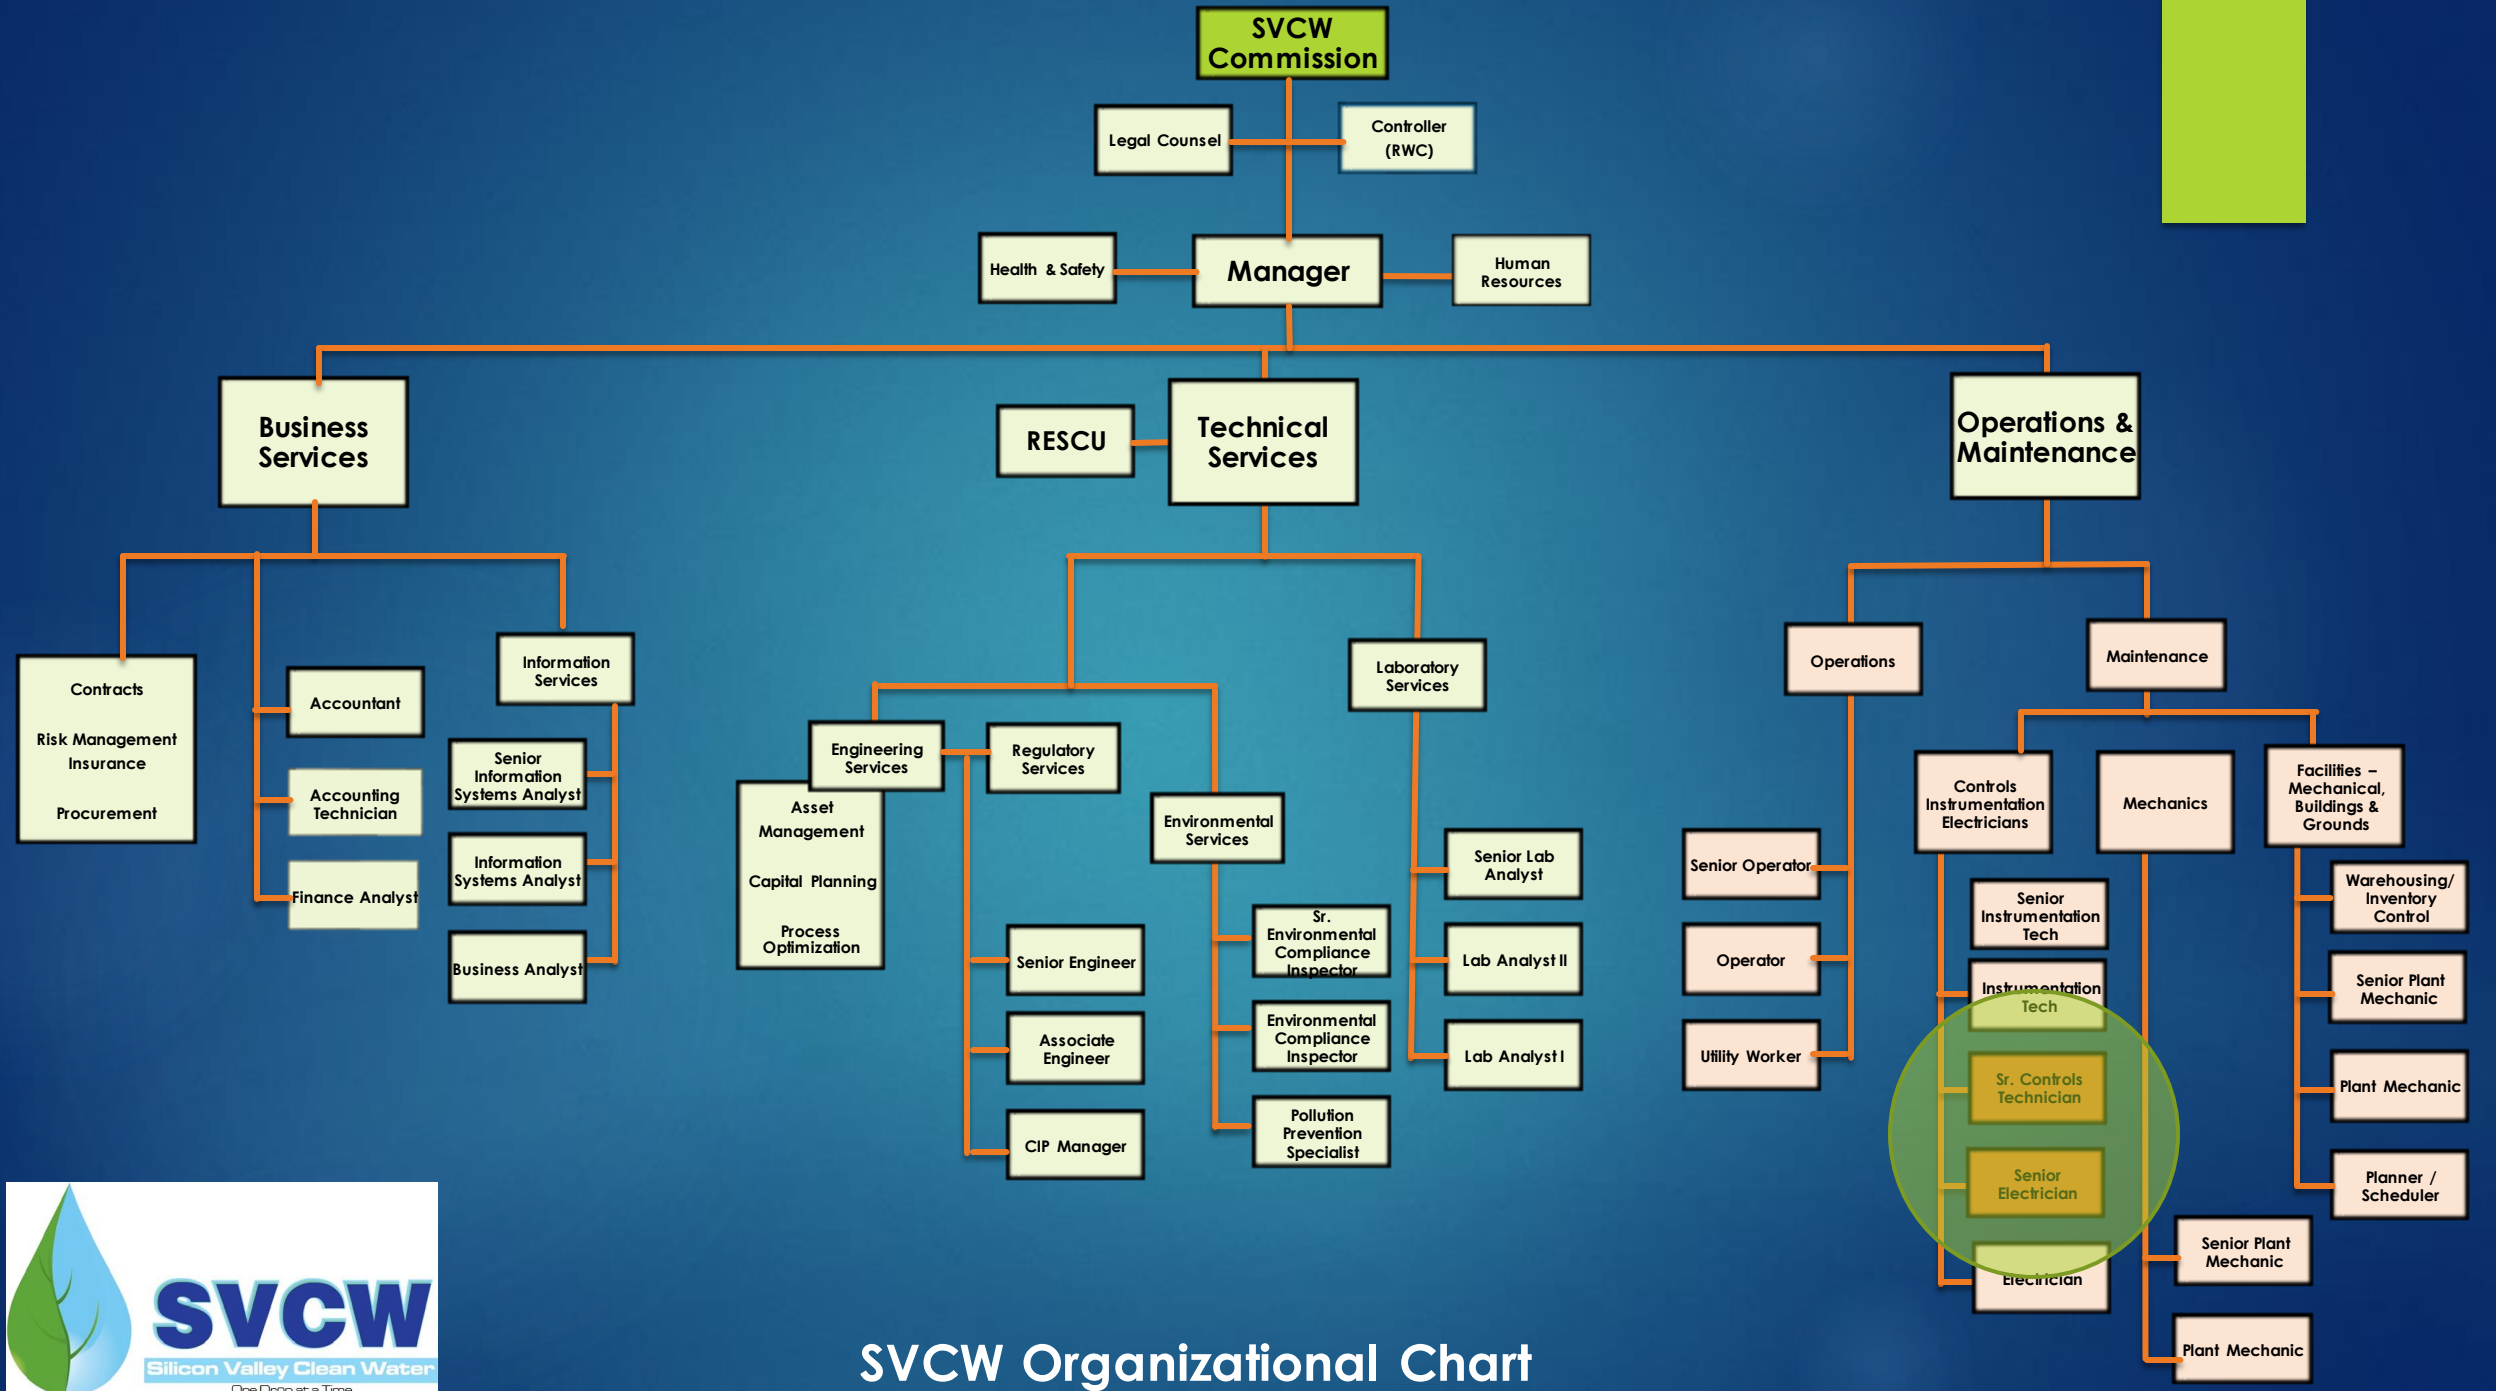 SVCW
Commission
Legal Counsel
Controller
(RWC)
Health & Safety
Manager
Human
Resources
Business
Services
RESCU
Technical
Services
Operations &
Maintenance
Contracts
Risk Management
Insurance
Procurement
Accountant
Accounting
Technician
Finance Analyst
Information
Services
Senior
Information
Systems Analyst
Information
Systems Analyst
Business Analyst
Engineering
Services
Regulatory
Services
Asset
Management
Capital Planning
Process
Optimization
Senior Engineer
Associate
Engineer
CIP Manager
Environmental
Services
Sr.
Environmental
Compliance
Inspector
Environmental
Compliance
Inspector
Pollution
Prevention
Specialist
Laboratory
Services
Senior Lab
Analyst
Lab Analyst II
Lab Analyst I
Operations
Senior Operator
Operator
Utility Worker
Maintenance
Controls
Instrumentation
Electricians
Senior
Instrumentation
Tech
Instrumentation
Tech
Sr. Controls
Technician
Senior
Electrician
Electrician
Mechanics
Senior Plant
Mechanic
Plant Mechanic
Facilities –
Mechanical,
Buildings &
Grounds
Warehousing/
Inventory
Control
Senior Plant
Mechanic
Plant Mechanic
Planner /
Scheduler
SVCW
Silicon Valley Clean Water
One Drop at a Time
SVCW Organizational Chart